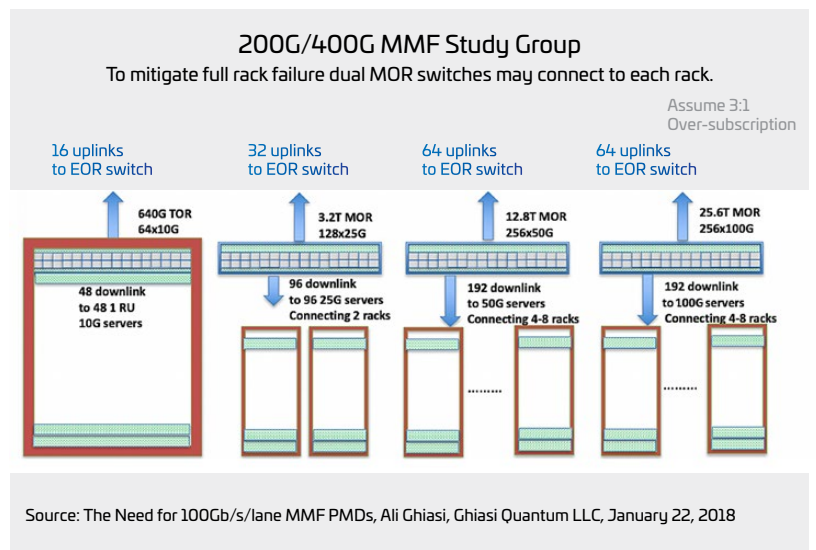 200G/400G MMF Study Group
To mitigate full rack failure dual MOR switches may connect to each rack.
Assume 3:1
Over-subscription
16 uplinks
to EOR switch
32 uplinks
to EOR switch
64 uplinks
to EOR switch
64 uplinks
to EOR switch
640G TOR
64x10G
3.2T MOR
128x25G
12.8T MOR
256x50G
25.6T MOR
256x100G
48 downlink
to 48 1 RU
10G servers
96 downlink
to 96 25G servers
Connecting 2 racks
192 downlink
to 50G servers
Connecting 4-8 racks
192 downlink
to 100G servers
Connecting 4-8 racks
.........
.........
Source: The Need for 100Gb/s/lane MMF PMDs, Ali Ghiasi, Ghiasi Quantum LLC, January 22, 2018